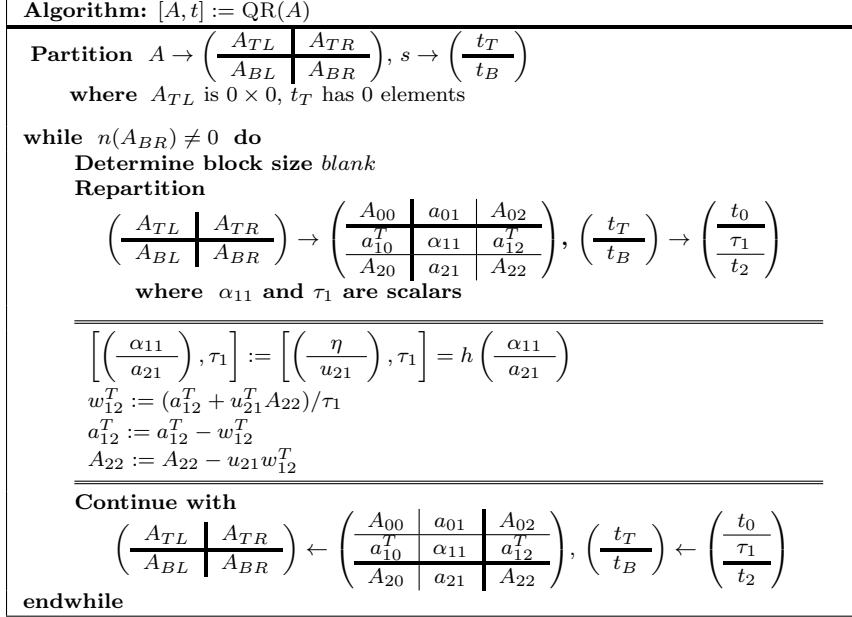 Algorithm: [A, t] := QR(A)
Partition A → ( A_TL | A_TR / A_BL | A_BR ), s → ( t_T / t_B )
where A_TL is 0 × 0, t_T has 0 elements
while n(A_BR) ≠ 0 do
Determine block size blank
Repartition
( A_TL | A_TR / A_BL | A_BR ) → ( A_00 | a_01 | A_02 / a_10^T | α_11 | a_12^T / A_20 | a_21 | A_22 ), ( t_T / t_B ) → ( t_0 / τ_1 / t_2 )
where α_11 and τ_1 are scalars
[ ( α_11 / a_21 ), τ_1 ] := [ ( η / u_21 ), τ_1 ] = h ( α_11 / a_21 )
w_12^T := (a_12^T + u_21^T A_22)/τ_1
a_12^T := a_12^T − w_12^T
A_22 := A_22 − u_21 w_12^T
Continue with
( A_TL | A_TR / A_BL | A_BR ) ← ( A_00 | a_01 | A_02 / a_10^T | α_11 | a_12^T / A_20 | a_21 | A_22 ), ( t_T / t_B ) ← ( t_0 / τ_1 / t_2 )
endwhile